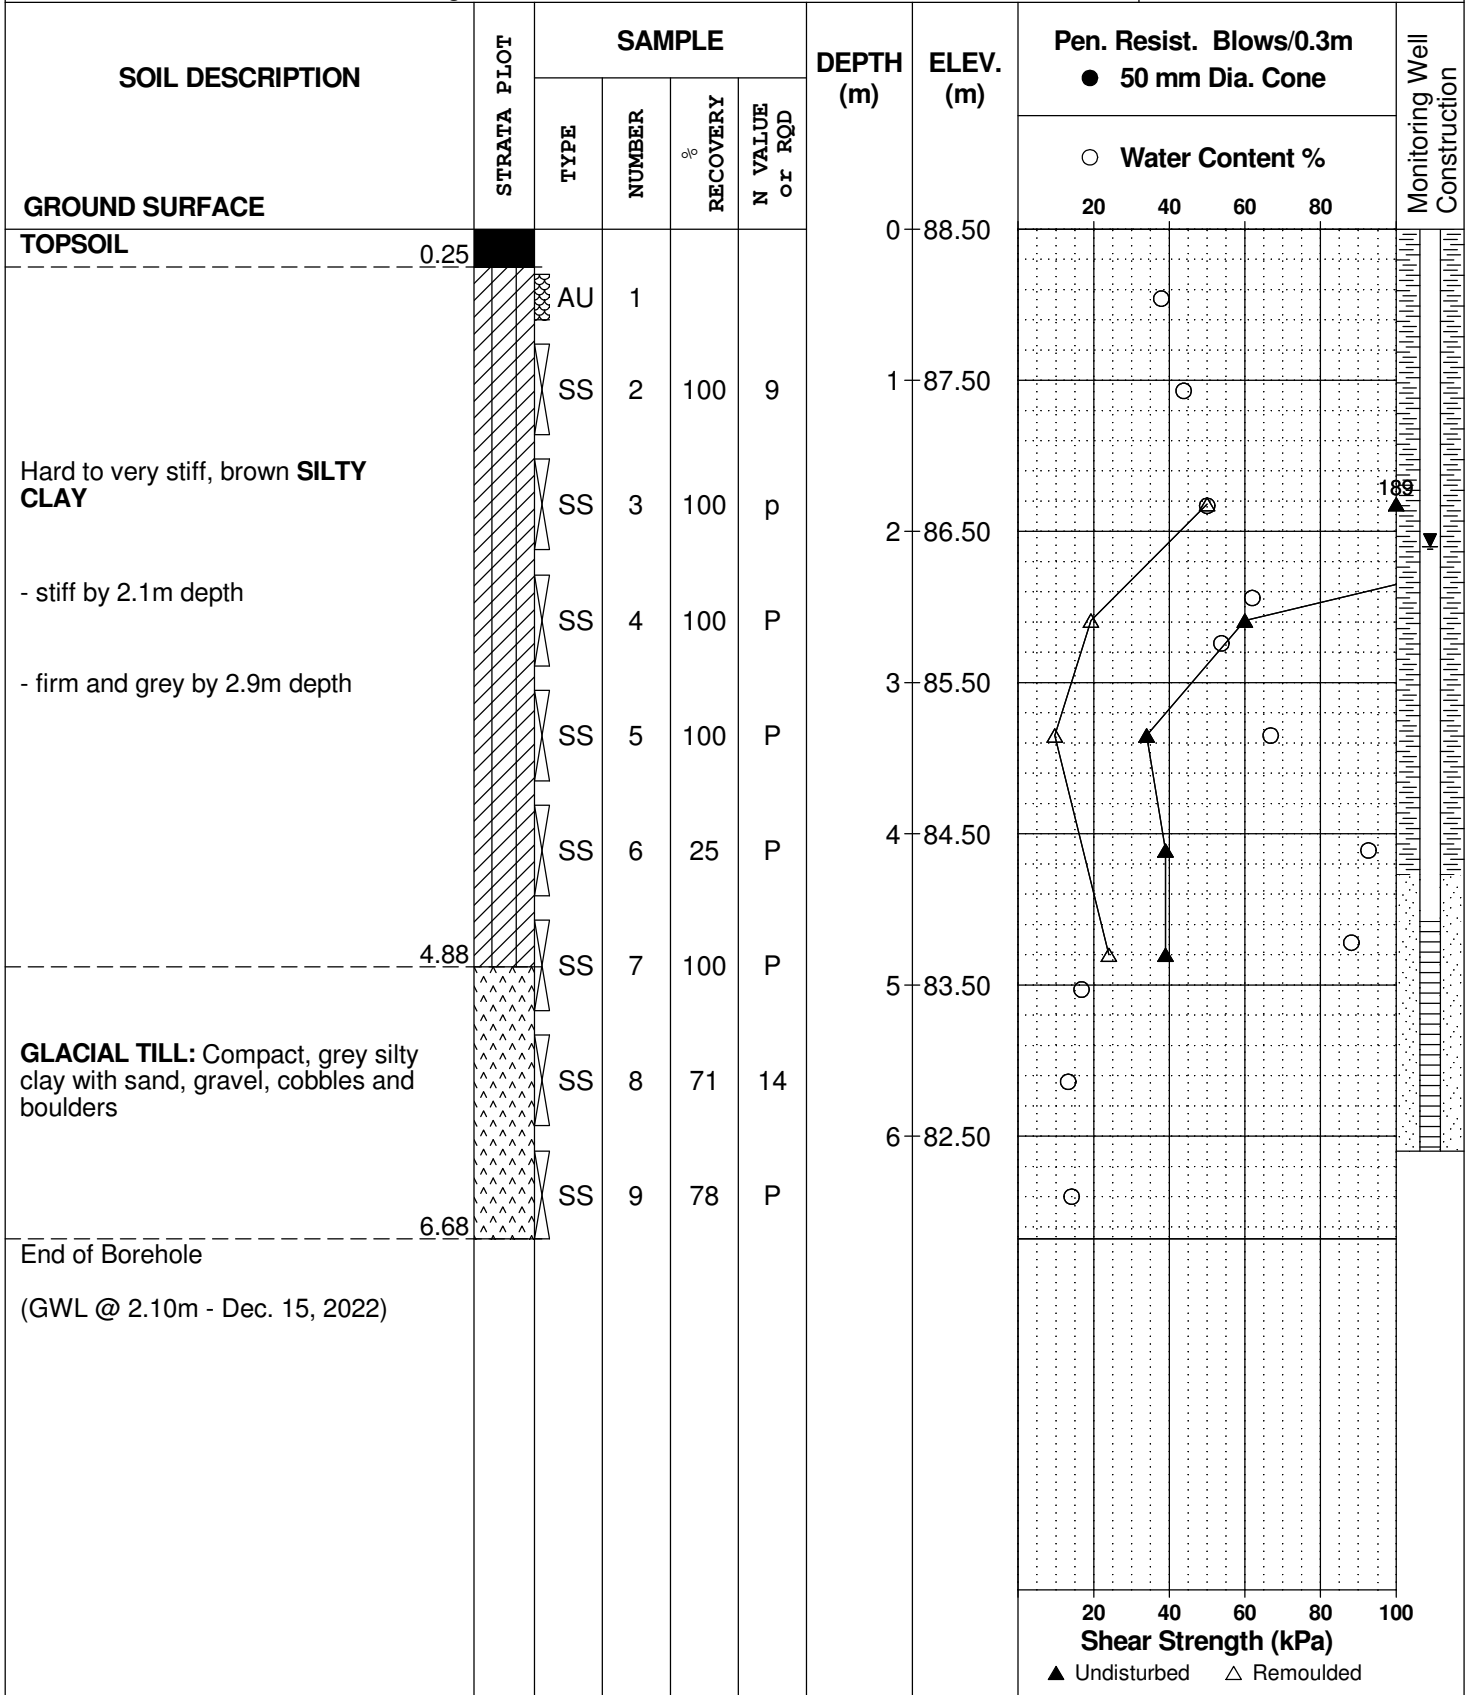 SOIL DESCRIPTION
GROUND SURFACE
STRATA PLOT
SAMPLE
TYPE
NUMBER
%
RECOVERY
N VALUE
or RQD
DEPTH
(m)
ELEV.
(m)
Pen. Resist. Blows/0.3m
● 50 mm Dia. Cone
○ Water Content %
20 40 60 80
Monitoring Well
Construction
TOPSOIL
0.25
0 88.50
AU 1
SS 2 100 9
1 87.50
Hard to very stiff, brown SILTY
CLAY
SS 3 100 p
189
2 86.50
- stiff by 2.1m depth
SS 4 100 P
- firm and grey by 2.9m depth
3 85.50
SS 5 100 P
4 84.50
SS 6 25 P
4.88
SS 7 100 P
5 83.50
GLACIAL TILL: Compact, grey silty
clay with sand, gravel, cobbles and
boulders
SS 8 71 14
6 82.50
SS 9 78 P
6.68
End of Borehole
(GWL @ 2.10m - Dec. 15, 2022)
20 40 60 80 100
Shear Strength (kPa)
▲ Undisturbed △ Remoulded